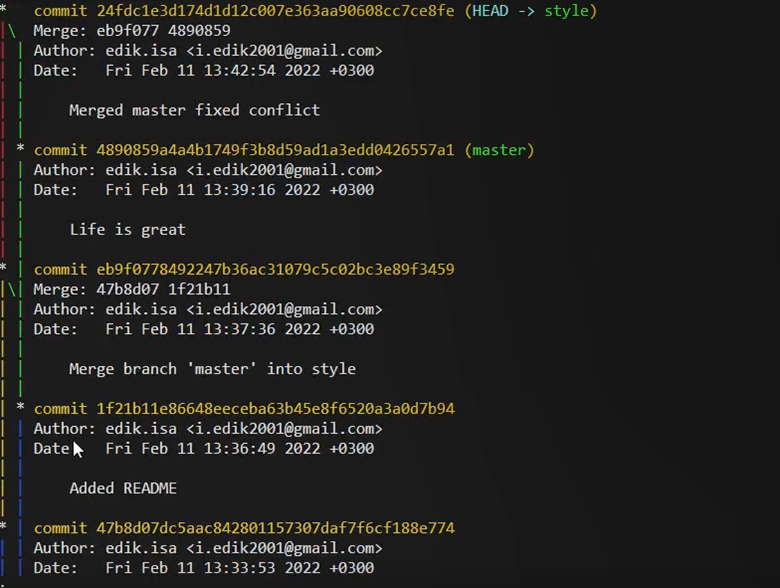 * commit 24fdc1e3d174d1d12c007e363aa90608cc7ce8fe (HEAD -> style)
|\ Merge: eb9f077 4890859
| | Author: edik.isa <i.edik2001@gmail.com>
| | Date: Fri Feb 11 13:42:54 2022 +0300
| |
| | Merged master fixed conflict
| |
| * commit 4890859a4a4b1749f3b8d59ad1a3edd0426557a1 (master)
| | Author: edik.isa <i.edik2001@gmail.com>
| | Date: Fri Feb 11 13:39:16 2022 +0300
| |
| | Life is great
| |
* | commit eb9f0778492247b36ac31079c5c02bc3e89f3459
|\| Merge: 47b8d07 1f21b11
| | Author: edik.isa <i.edik2001@gmail.com>
| | Date: Fri Feb 11 13:37:36 2022 +0300
| |
| | Merge branch 'master' into style
| |
| * commit 1f21b11e86648eeceba63b45e8f6520a3a0d7b94
| | Author: edik.isa <i.edik2001@gmail.com>
| | Date Fri Feb 11 13:36:49 2022 +0300
| |
| | Added README
| |
* | commit 47b8d07dc5aac842801157307daf7f6cf188e774
| | Author: edik.isa <i.edik2001@gmail.com>
| | Date: Fri Feb 11 13:33:53 2022 +0300